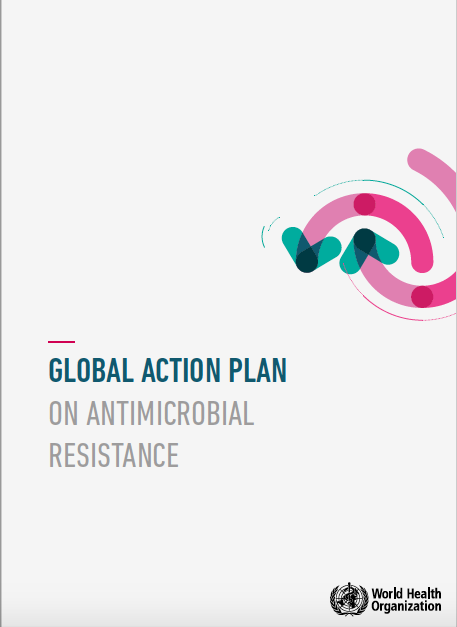 GLOBAL ACTION PLAN
ON ANTIMICROBIAL
RESISTANCE
World Health
Organization